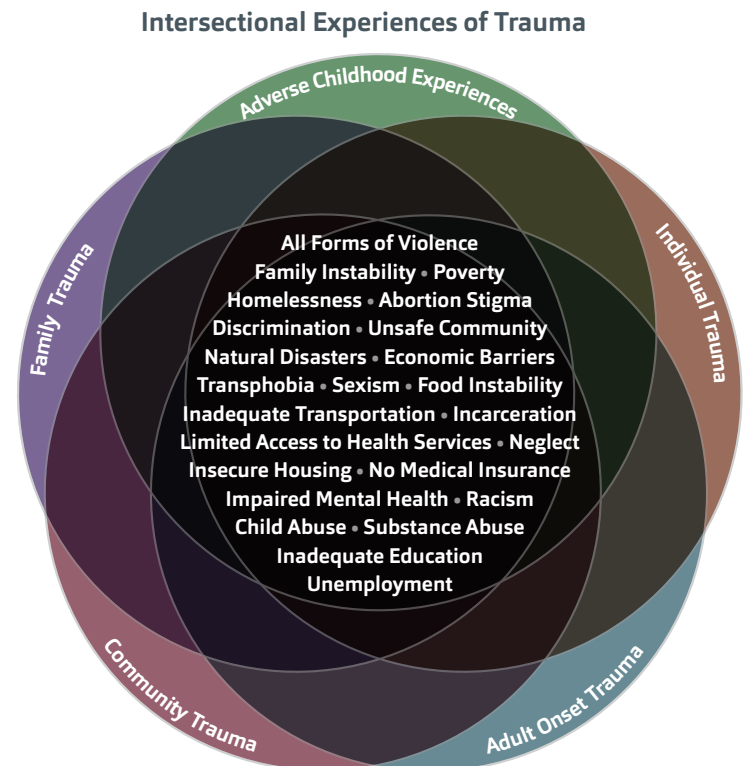 Intersectional Experiences of Trauma
Adverse Childhood Experiences
Family Trauma
Individual Trauma
All Forms of Violence
Family Instability • Poverty
Homelessness • Abortion Stigma
Discrimination • Unsafe Community
Natural Disasters • Economic Barriers
Transphobia • Sexism • Food Instability
Inadequate Transportation • Incarceration
Limited Access to Health Services • Neglect
Insecure Housing • No Medical Insurance
Impaired Mental Health • Racism
Child Abuse • Substance Abuse
Inadequate Education
Unemployment
Community Trauma
Adult Onset Trauma